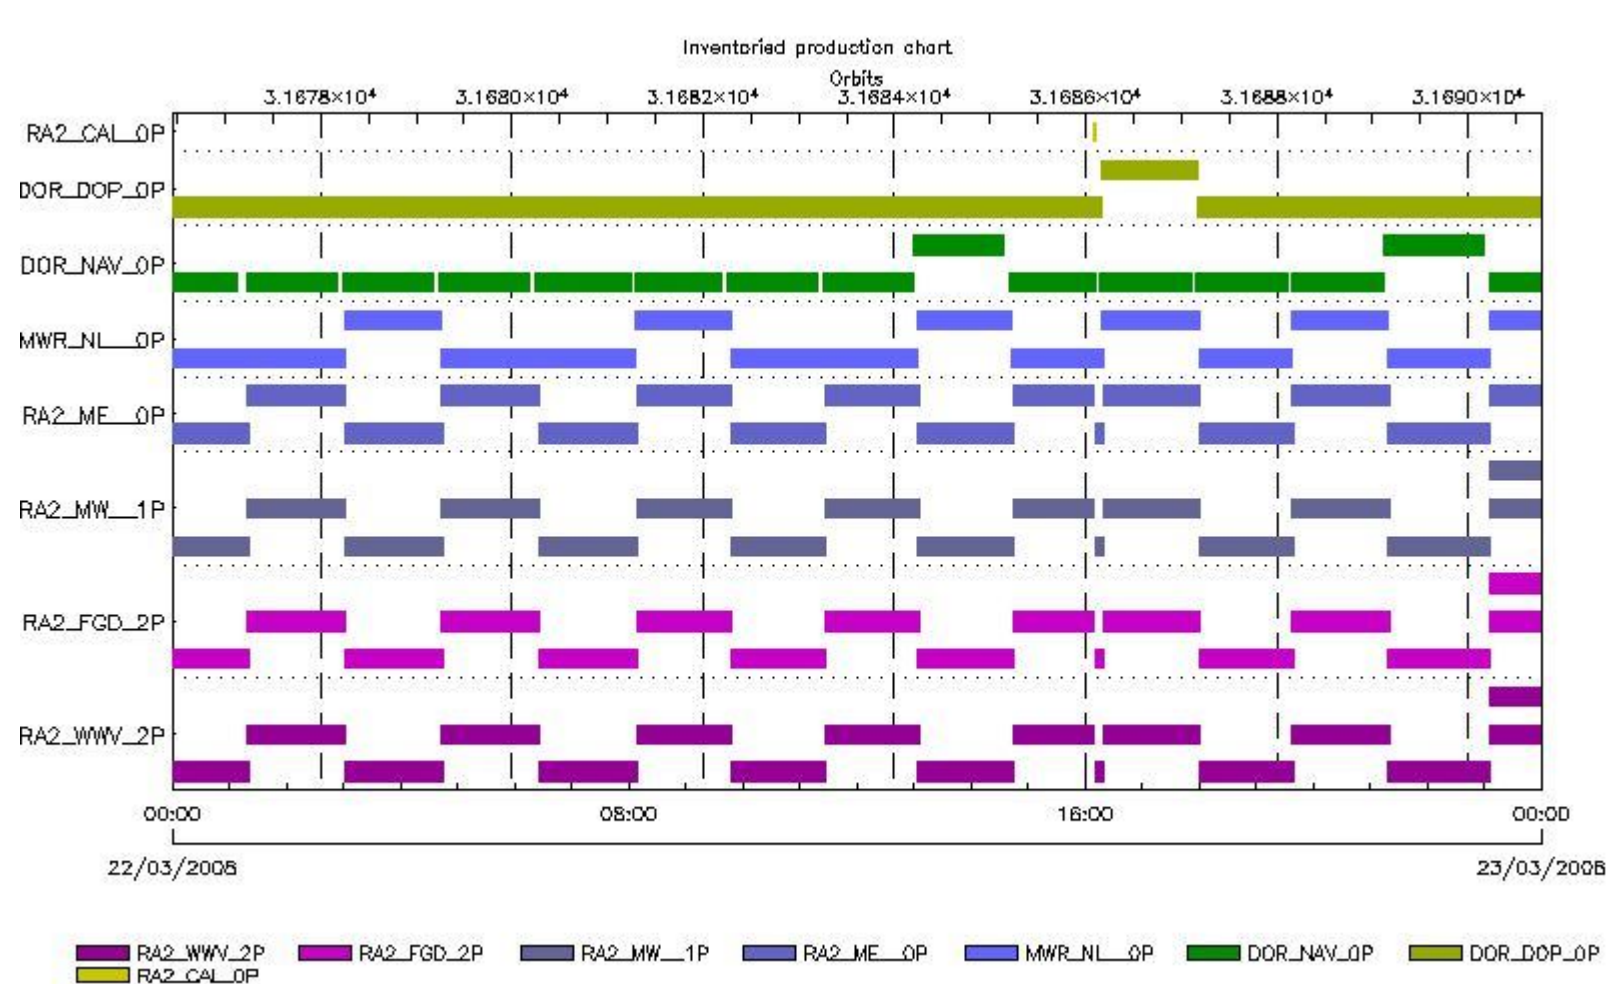 Inventoried production chart
Orbits
3.1678×10⁴ 3.1680×10⁴ 3.1682×10⁴ 3.1684×10⁴ 3.1686×10⁴ 3.1688×10⁴ 3.1690×10⁴
RA2_CAL_0P
DOR_DOP_0P
DOR_NAV_0P
MWR_NL__0P
RA2_ME__0P
RA2_MW__1P
RA2_FGD_2P
RA2_WWV_2P
00:00 08:00 16:00 00:00
22/03/2008 23/03/2008
RA2_WWV_2P RA2_FGD_2P RA2_MW__1P RA2_ME__0P MWR_NL__0P DOR_NAV_0P DOR_DOP_0P
RA2_CAL_0P